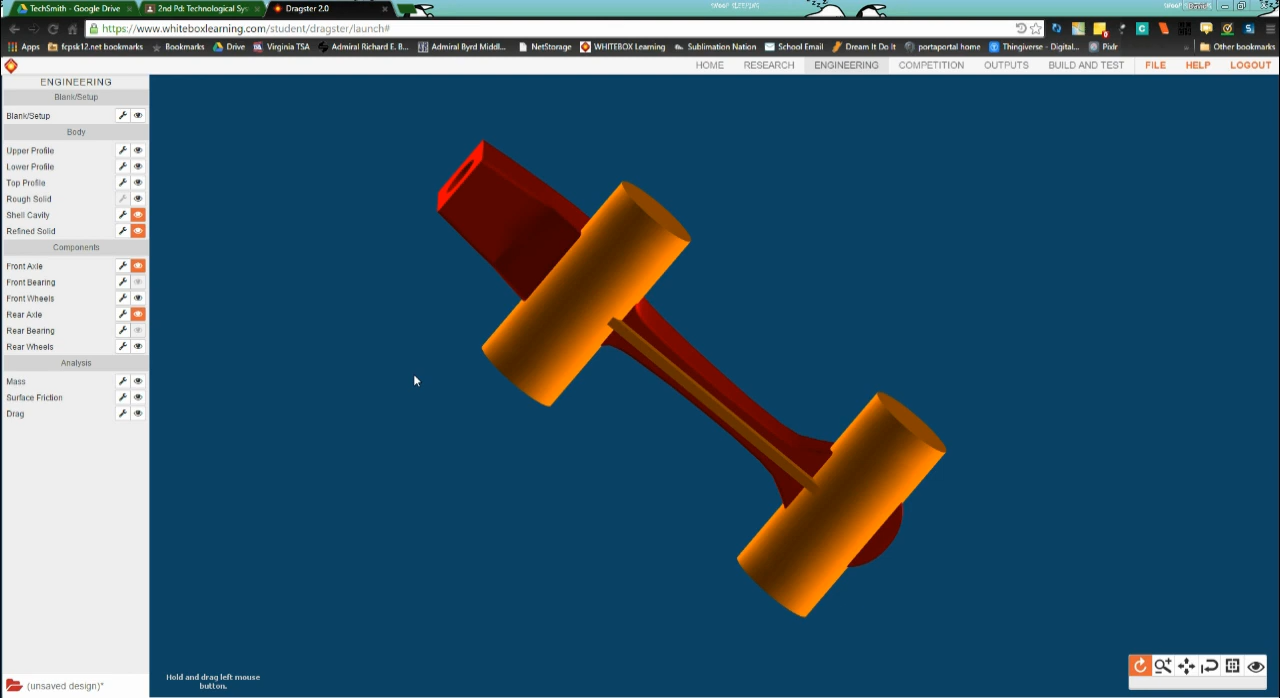 TechSmith - Google Drive
2nd Pd: Technological Sys
Dragster 2.0
https://www.whiteboxlearning.com/student/dragster/launch#
Apps
fcpsk12.net bookmarks
Bookmarks
Drive
Virginia TSA
Admiral Richard E. B...
Admiral Byrd Middl...
NetStorage
WHITEBOX Learning
Sublimation Nation
School Email
Dream It Do It
portaportal home
Thingiverse - Digital...
Pixlr
Other bookmarks
HOME
RESEARCH
ENGINEERING
COMPETITION
OUTPUTS
BUILD AND TEST
FILE
HELP
LOGOUT
ENGINEERING
Blank/Setup
Blank/Setup
Body
Upper Profile
Lower Profile
Top Profile
Rough Solid
Shell Cavity
Refined Solid
Components
Front Axle
Front Bearing
Front Wheels
Rear Axle
Rear Bearing
Rear Wheels
Analysis
Mass
Surface Friction
Drag
(unsaved design)*
Hold and drag left mouse
button.